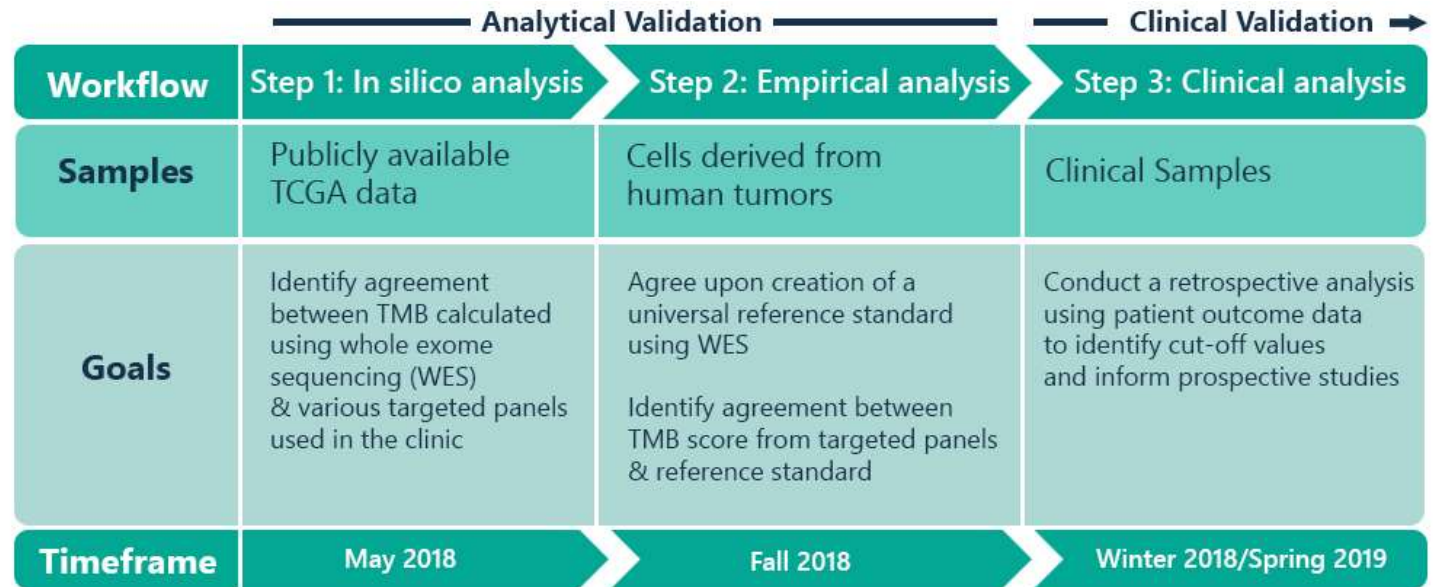 Analytical Validation
Clinical Validation
Workflow
Step 1: In silico analysis
Step 2: Empirical analysis
Step 3: Clinical analysis
Samples
Publicly available
TCGA data
Cells derived from
human tumors
Clinical Samples
Goals
Identify agreement
between TMB calculated
using whole exome
sequencing (WES)
& various targeted panels
used in the clinic
Agree upon creation of a
universal reference standard
using WES
Identify agreement between
TMB score from targeted panels
& reference standard
Conduct a retrospective analysis
using patient outcome data
to identify cut-off values
and inform prospective studies
Timeframe
May 2018
Fall 2018
Winter 2018/Spring 2019